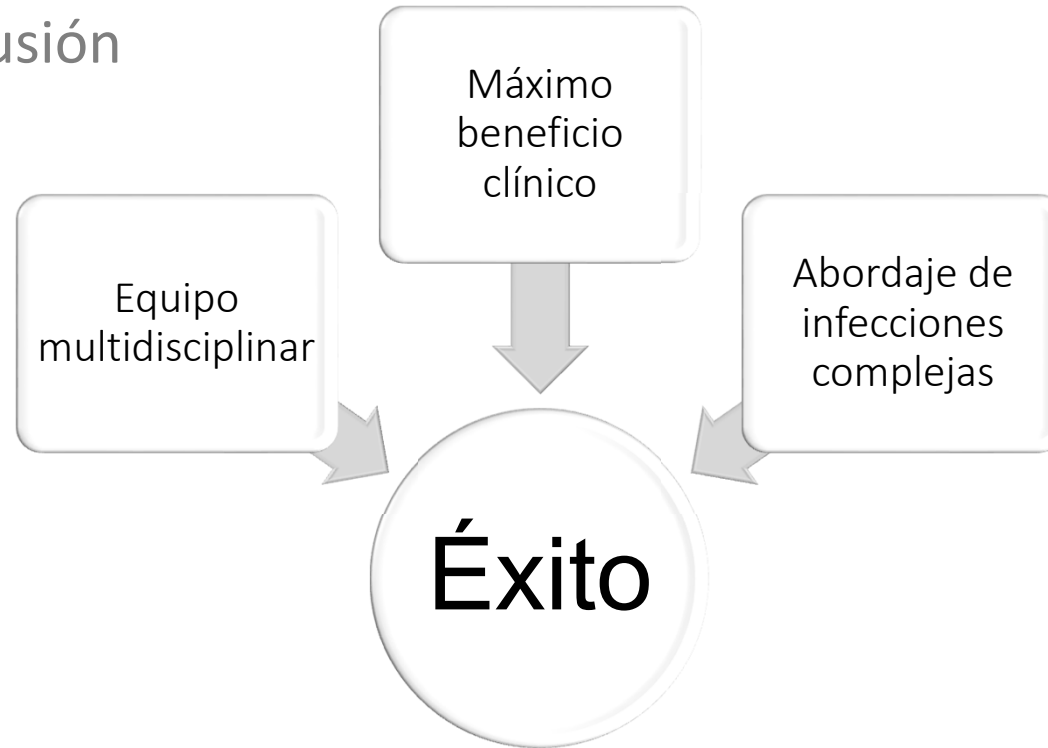 usión
Máximo
beneficio
clínico
Equipo
multidisciplinar
Abordaje de
infecciones
complejas
Éxito